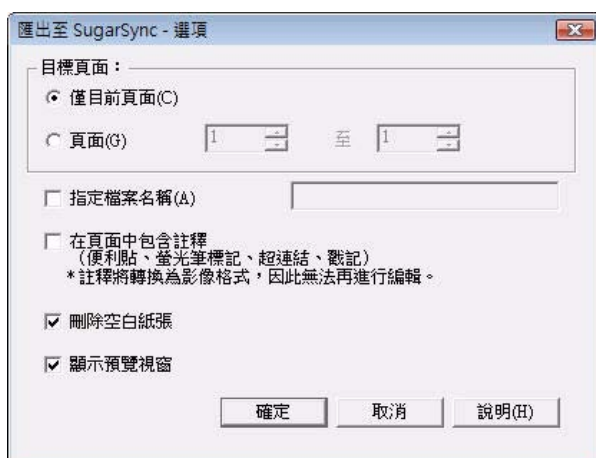 匯出至 SugarSync - 選項
目標頁面：
僅目前頁面(C)
頁面(G) 1 至 1
指定檔案名稱(A)
在頁面中包含註釋
（便利貼、螢光筆標記、超連結、戳記）
*註釋將轉換為影像格式，因此無法再進行編輯。
刪除空白紙張
顯示預覽視窗
確定 取消 說明(H)